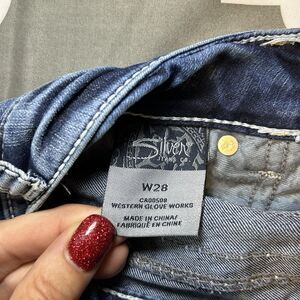 Silver
JEANS CO.
W28
CA00508
WESTERN GLOVE WORKS
MADE IN CHINA/
FABRIQUÉ EN CHINE